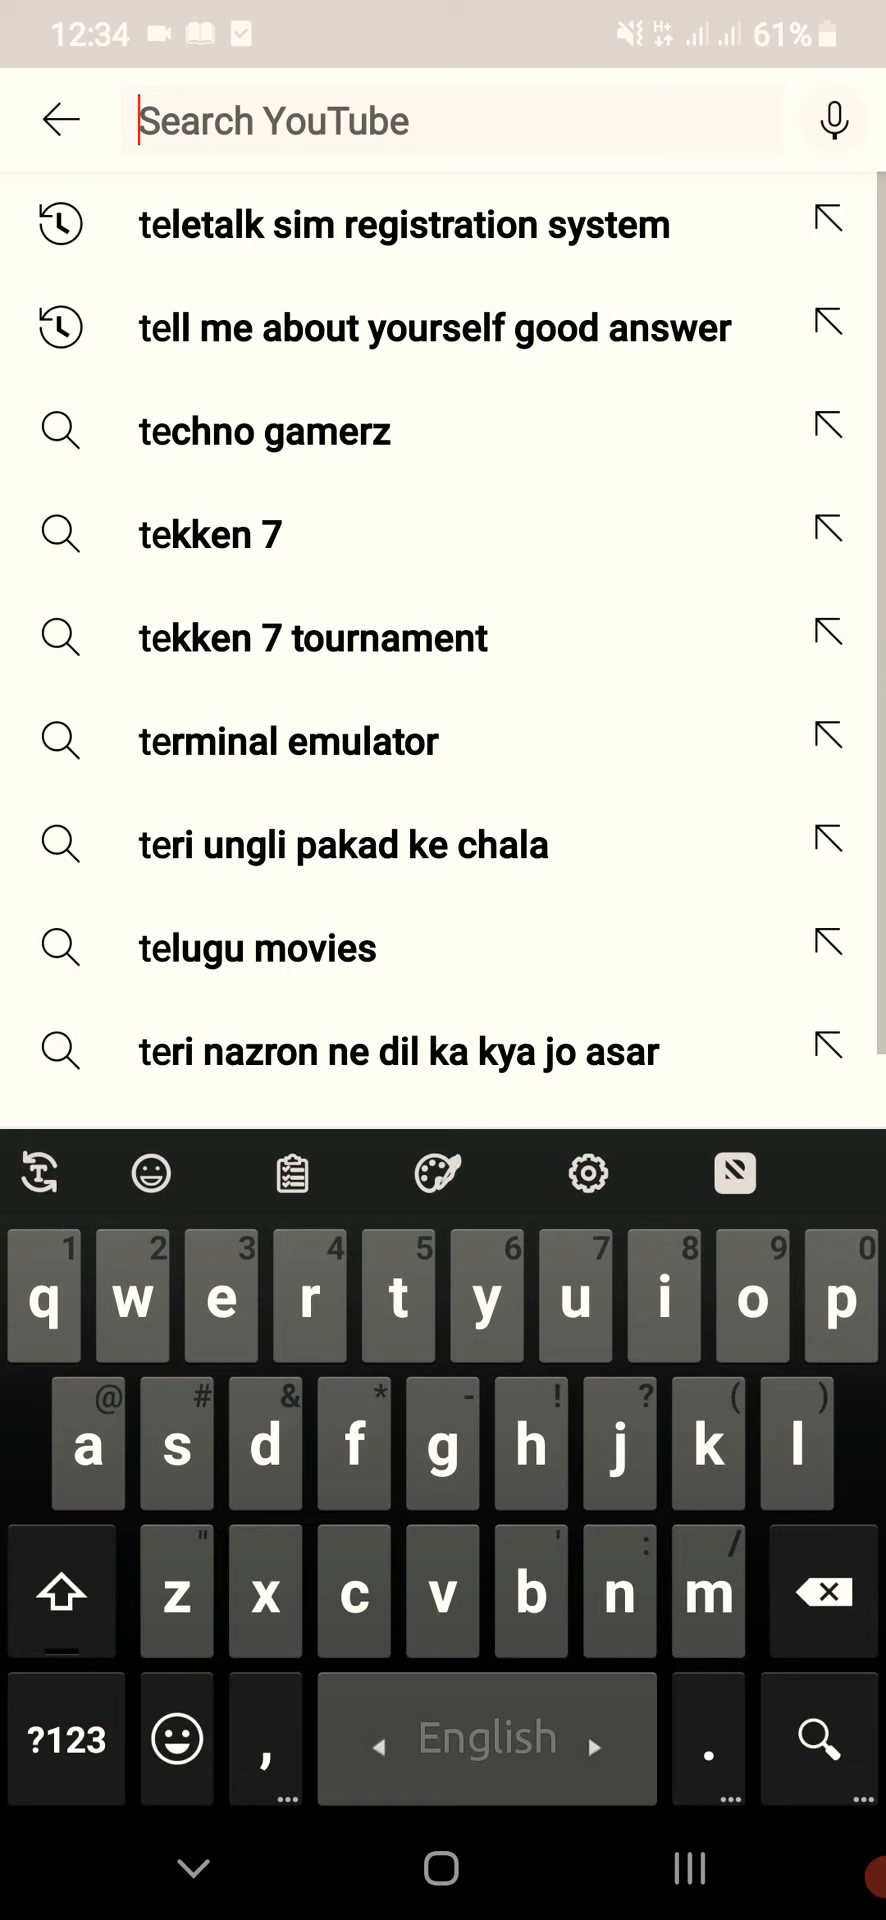 12:34 H+ 61%
Search YouTube
teletalk sim registration system
tell me about yourself good answer
techno gamerz
tekken 7
tekken 7 tournament
terminal emulator
teri ungli pakad ke chala
telugu movies
teri nazron ne dil ka kya jo asar
T
1 2 3 4 5 6 7 8 9 0
q w e r t y u i o p
@ # & * - ! ? ( )
a s d f g h j k l
" ' : /
z x c v b n m
?123 , English . 
... ... ...